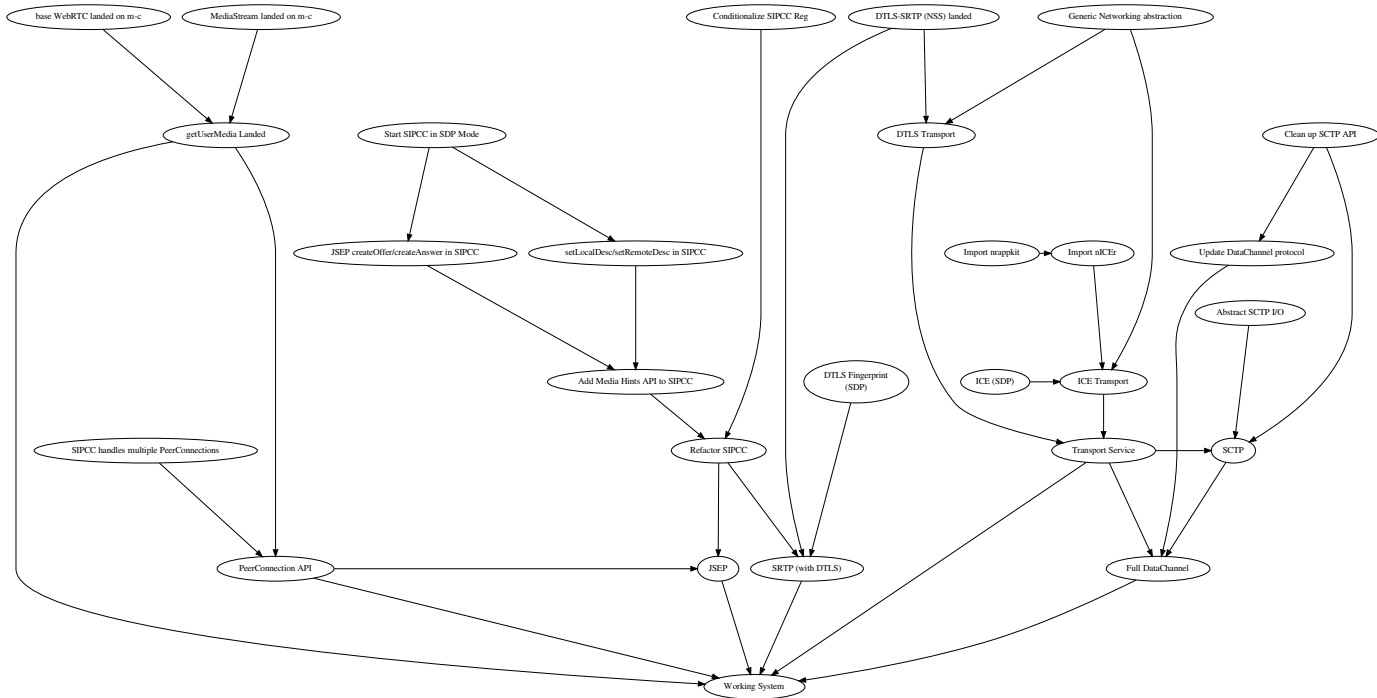 base WebRTC landed on m-c
MediaStream landed on m-c
Conditionalize SIPCC Reg
DTLS-SRTP (NSS) landed
Generic Networking abstraction
getUserMedia Landed
Start SIPCC in SDP Mode
DTLS Transport
Clean up SCTP API
JSEP createOffer/createAnswer in SIPCC
setLocalDesc/setRemoteDesc in SIPCC
Import nrappkit
Import nICEr
Update DataChannel protocol
Abstract SCTP I/O
Add Media Hints API to SIPCC
DTLS Fingerprint
(SDP)
ICE (SDP)
ICE Transport
SIPCC handles multiple PeerConnections
Refactor SIPCC
Transport Service
SCTP
PeerConnection API
JSEP
SRTP (with DTLS)
Full DataChannel
Working System